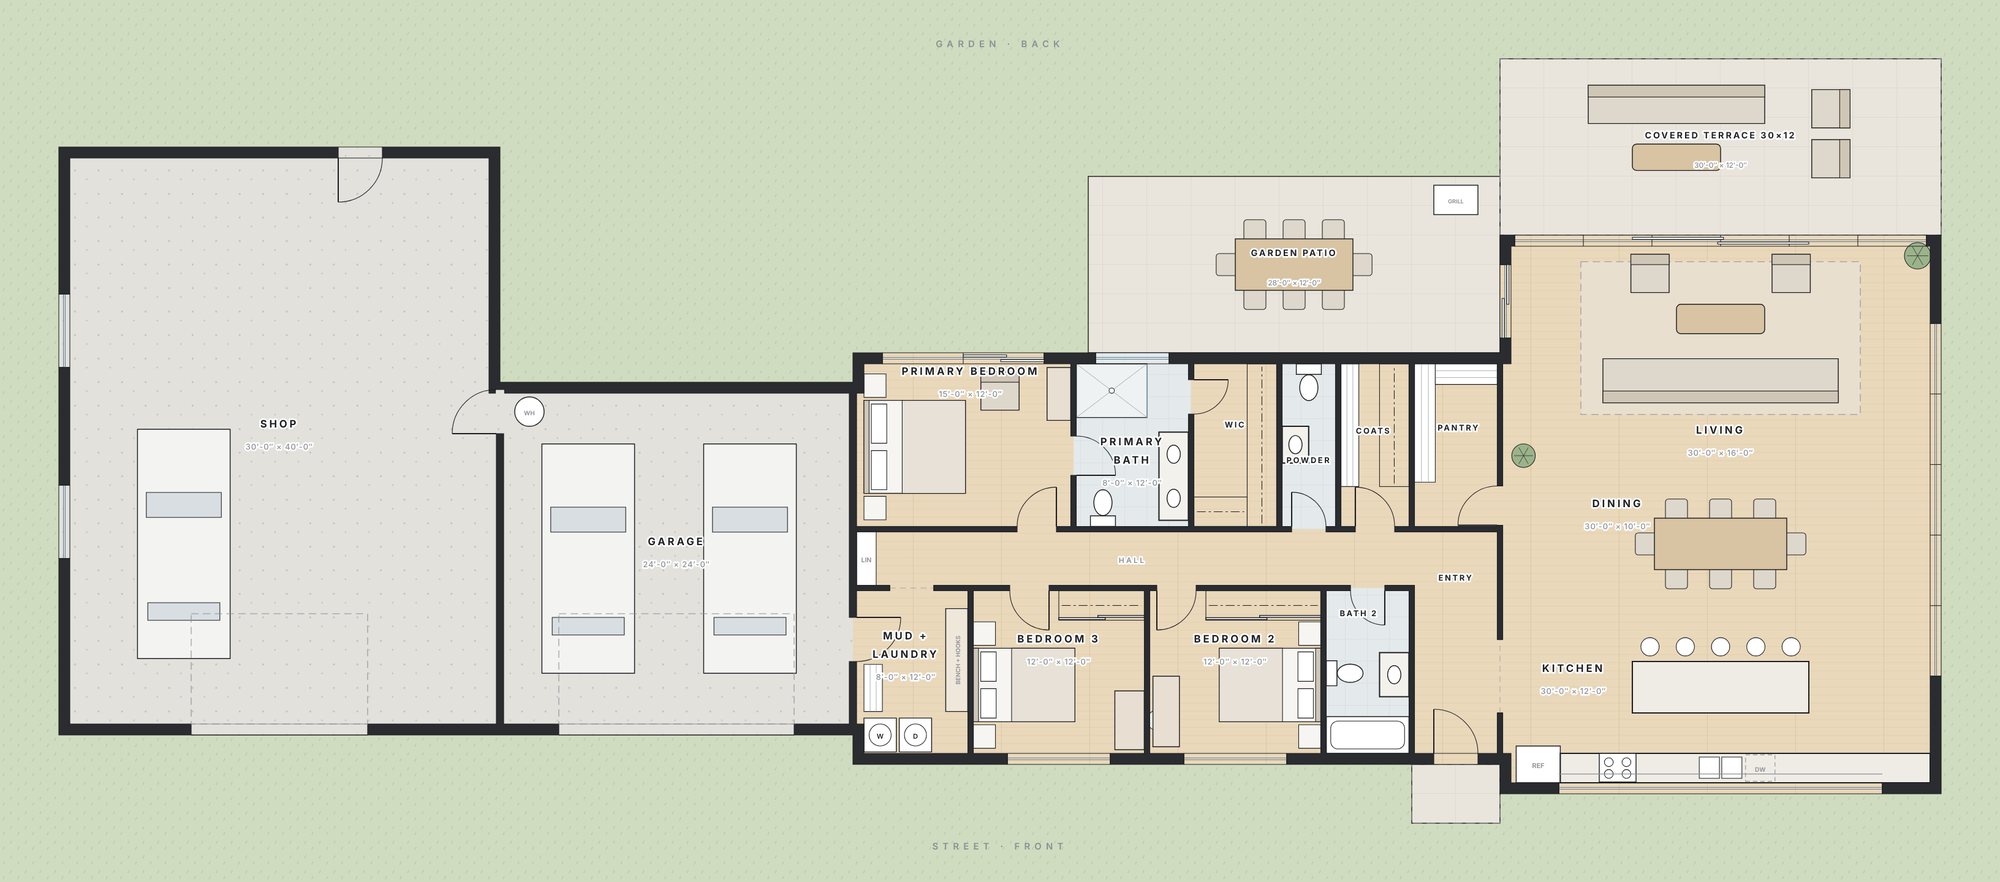 GARDEN · BACK
COVERED TERRACE 30×12
30'-0" × 12'-0"
GRILL
GARDEN PATIO
28'-0" × 12'-0"
PRIMARY BEDROOM
15'-0" × 12'-0"
WH
SHOP
30'-0" × 40'-0"
PRIMARY
BATH
8'-0" × 12'-0"
WIC
POWDER
COATS
PANTRY
LIVING
30'-0" × 16'-0"
DINING
30'-0" × 10'-0"
GARAGE
24'-0" × 24'-0"
LIN
HALL
ENTRY
MUD +
LAUNDRY
8'-0" × 12'-0"
BENCH + HOOKS
BEDROOM 3
12'-0" × 12'-0"
BEDROOM 2
12'-0" × 12'-0"
BATH 2
KITCHEN
30'-0" × 12'-0"
W
D
REF
DW
STREET · FRONT